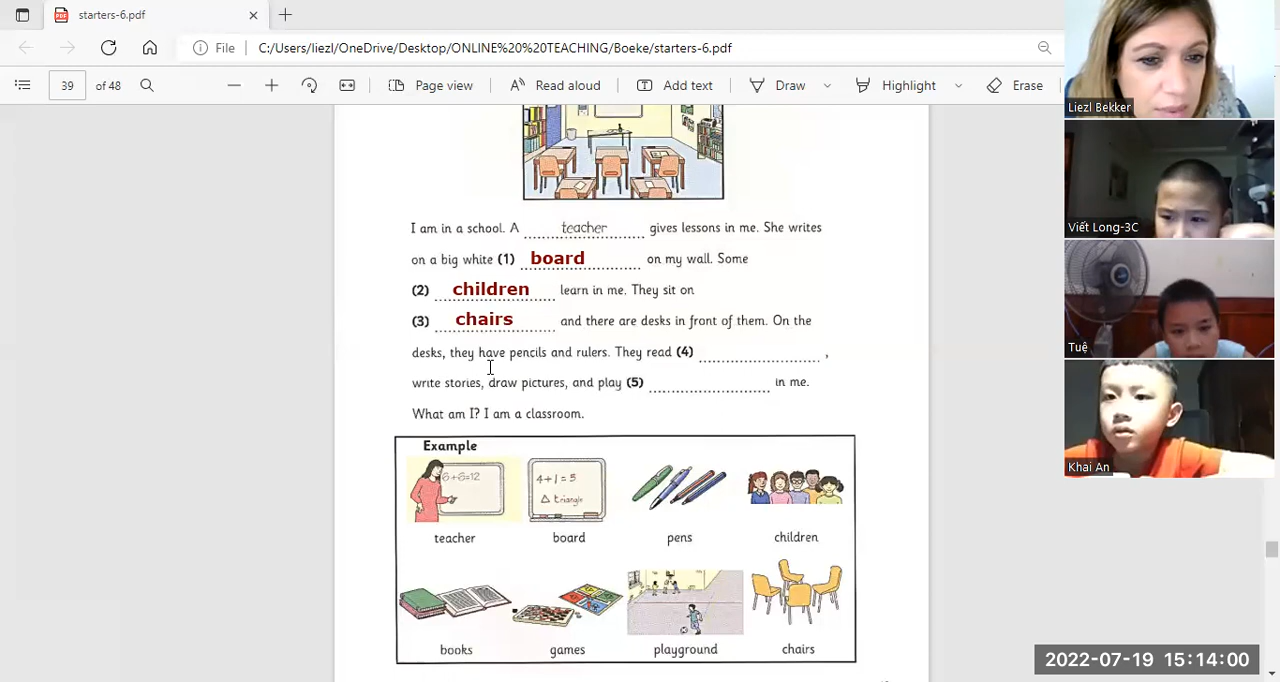 starters-6.pdf
File C:/Users/liezl/OneDrive/Desktop/ONLINE%20%20TEACHING/Boeke/starters-6.pdf
39 of 48 Page view Read aloud Add text Draw Highlight Erase
I am in a school. A teacher gives lessons in me. She writes
on a big white (1) board on my wall. Some
(2) children learn in me. They sit on
(3) chairs and there are desks in front of them. On the
desks, they have pencils and rulers. They read (4) ,
write stories, draw pictures, and play (5) in me.
What am I? I am a classroom.
Example
6+6=12
4+1=5
triangle
teacher board pens children
books games playground chairs
Liezl Bekker
Viết Long-3C
Tuệ
Khai An
2022-07-19 15:14:00